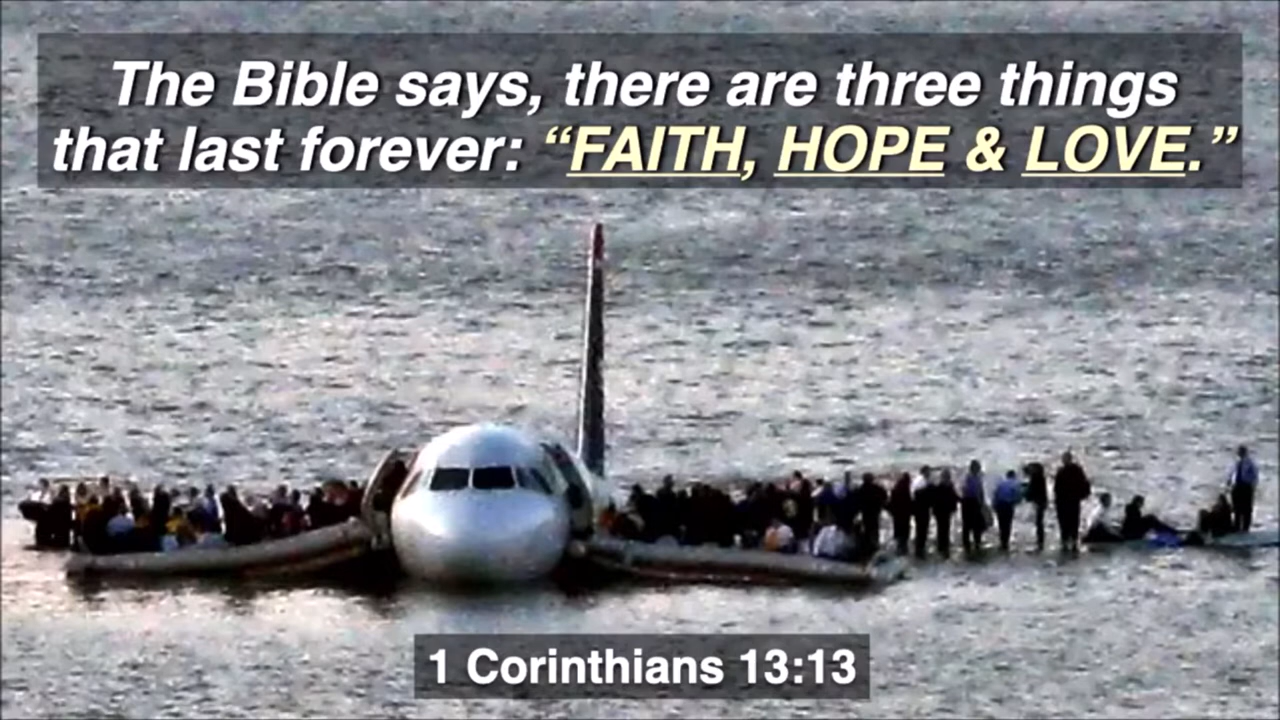 The Bible says, there are three things
that last forever: “FAITH, HOPE & LOVE.”
1 Corinthians 13:13